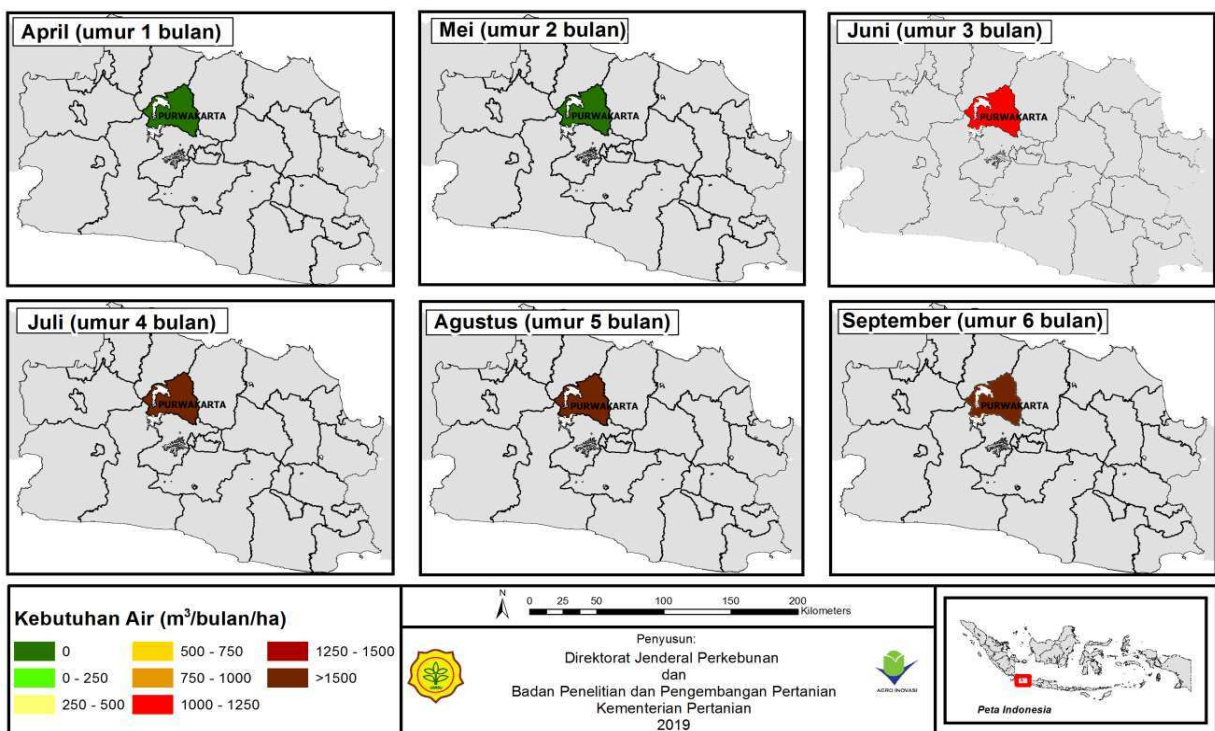 April (umur 1 bulan)
PURWAKARTA
Mei (umur 2 bulan)
PURWAKARTA
Juni (umur 3 bulan)
PURWAKARTA
Juli (umur 4 bulan)
PURWAKARTA
Agustus (umur 5 bulan)
PURWAKARTA
September (umur 6 bulan)
PURWAKARTA
Kebutuhan Air (m³/bulan/ha)
0
0 - 250
250 - 500
500 - 750
750 - 1000
1000 - 1250
1250 - 1500
>1500
N
0 25 50 100 150 200
Kilometers
Penyusun:
Direktorat Jenderal Perkebunan
dan
Badan Penelitian dan Pengembangan Pertanian
Kementerian Pertanian
2019
AGRO INOVASI
Peta Indonesia